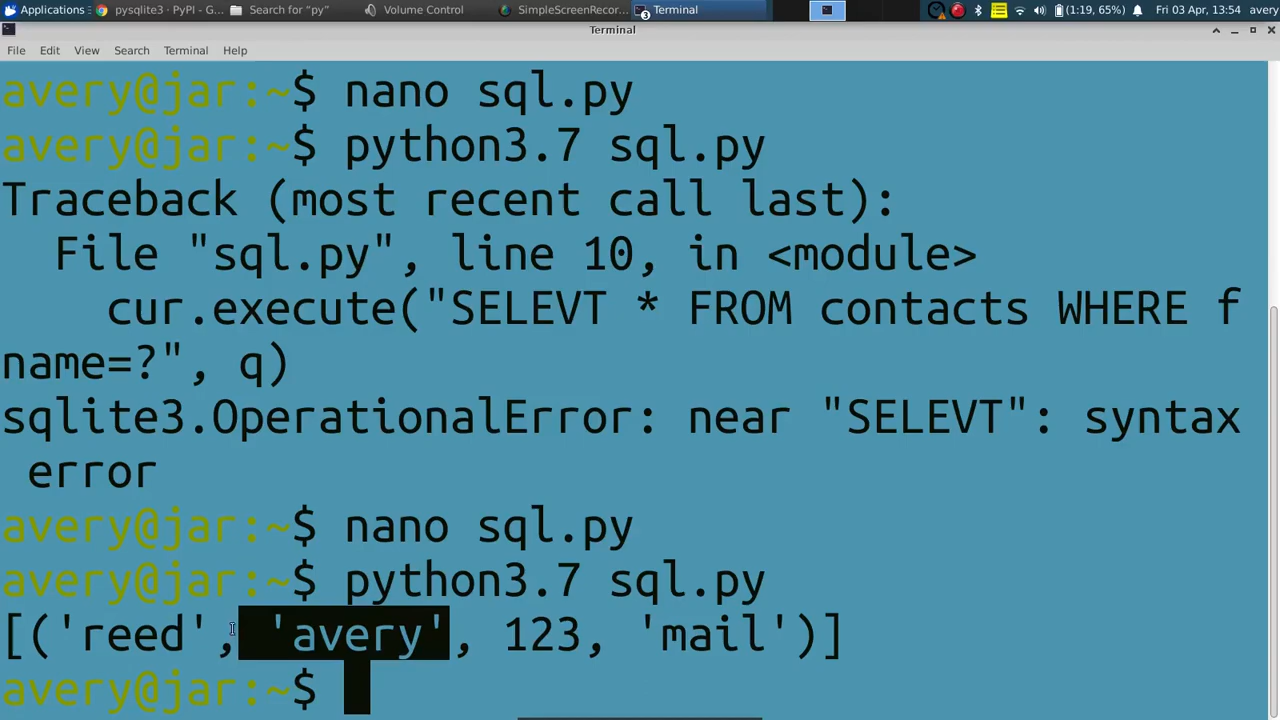 Applications pysqlite3 · PyPI - G... Search for “py” Volume Control SimpleScreenRecor... 3 Terminal (1:19, 65%) Fri 03 Apr, 13:54 avery
Terminal
File Edit View Search Terminal Help
avery@jar:~$ nano sql.py
avery@jar:~$ python3.7 sql.py
Traceback (most recent call last):
  File "sql.py", line 10, in <module>
    cur.execute("SELEVT * FROM contacts WHERE f
name=?", q)
sqlite3.OperationalError: near "SELEVT": syntax
 error
avery@jar:~$ nano sql.py
avery@jar:~$ python3.7 sql.py
[('reed', 'avery', 123, 'mail')]
avery@jar:~$